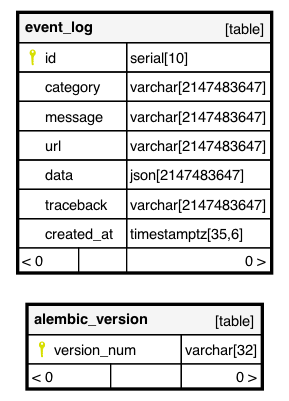 event_log [table]
id serial[10]
category varchar[2147483647]
message varchar[2147483647]
url varchar[2147483647]
data json[2147483647]
traceback varchar[2147483647]
created_at timestamptz[35,6]
< 0 0 >
alembic_version [table]
version_num varchar[32]
< 0 0 >